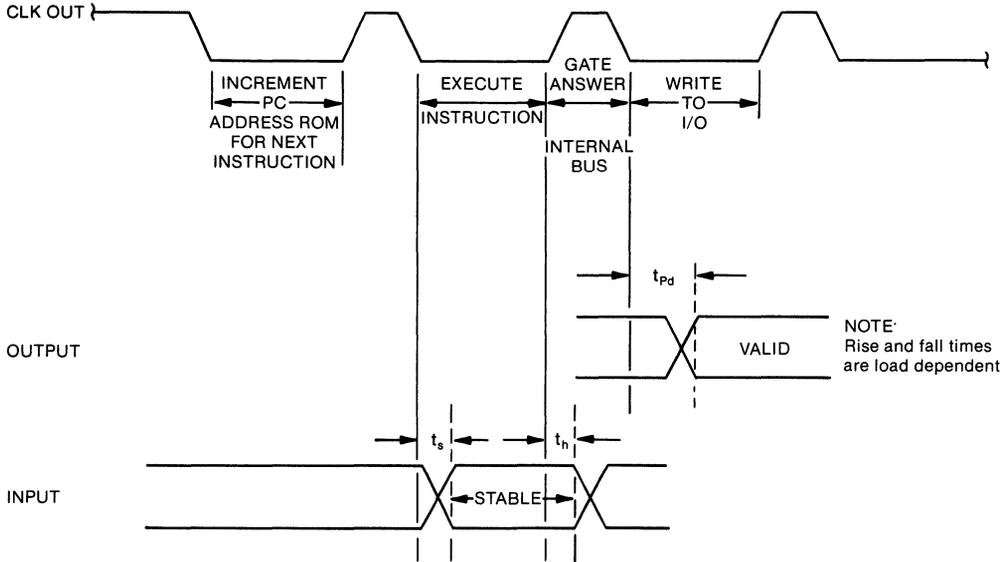 CLK OUT
INCREMENT
PC
ADDRESS ROM
FOR NEXT
INSTRUCTION
EXECUTE
INSTRUCTION
GATE
ANSWER
INTERNAL
BUS
WRITE
TO
I/O
tPd
OUTPUT
VALID
NOTE·
Rise and fall times
are load dependent
ts
th
INPUT
STABLE